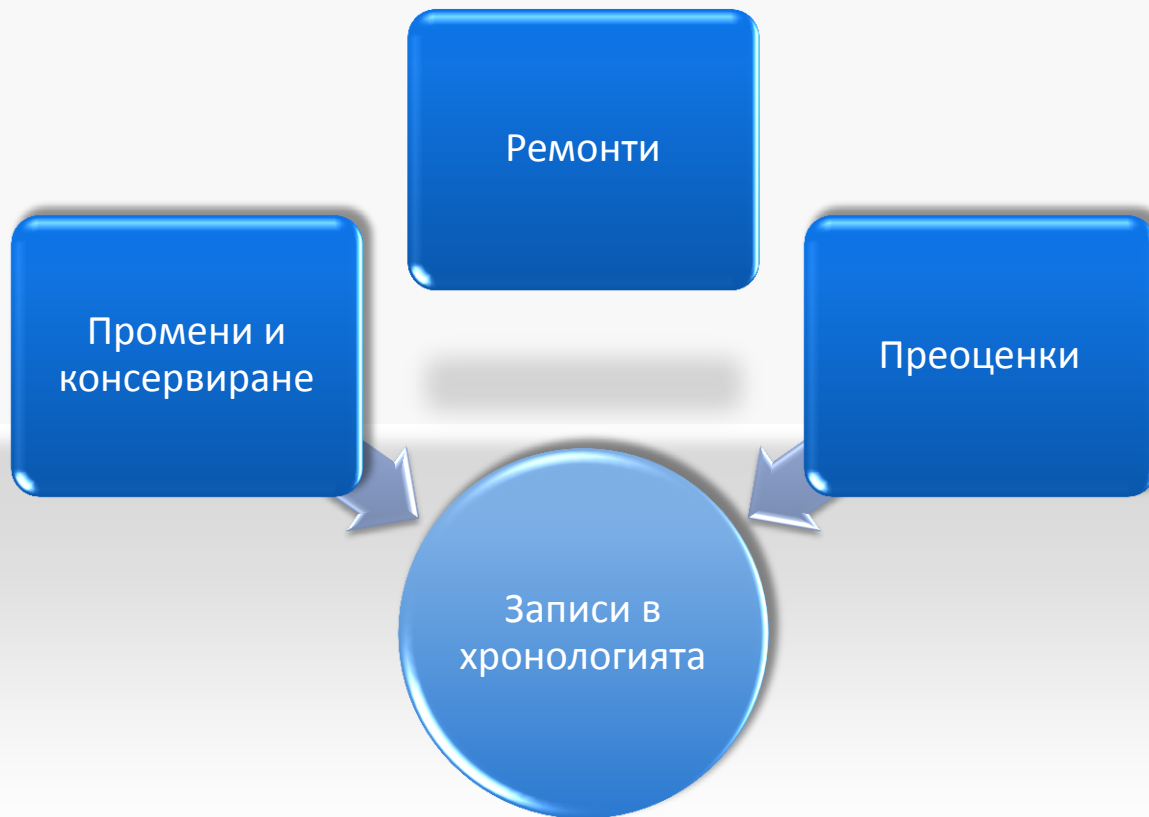 Ремонти
Промени и
консервиране
Преоценки
Записи в
хронологията